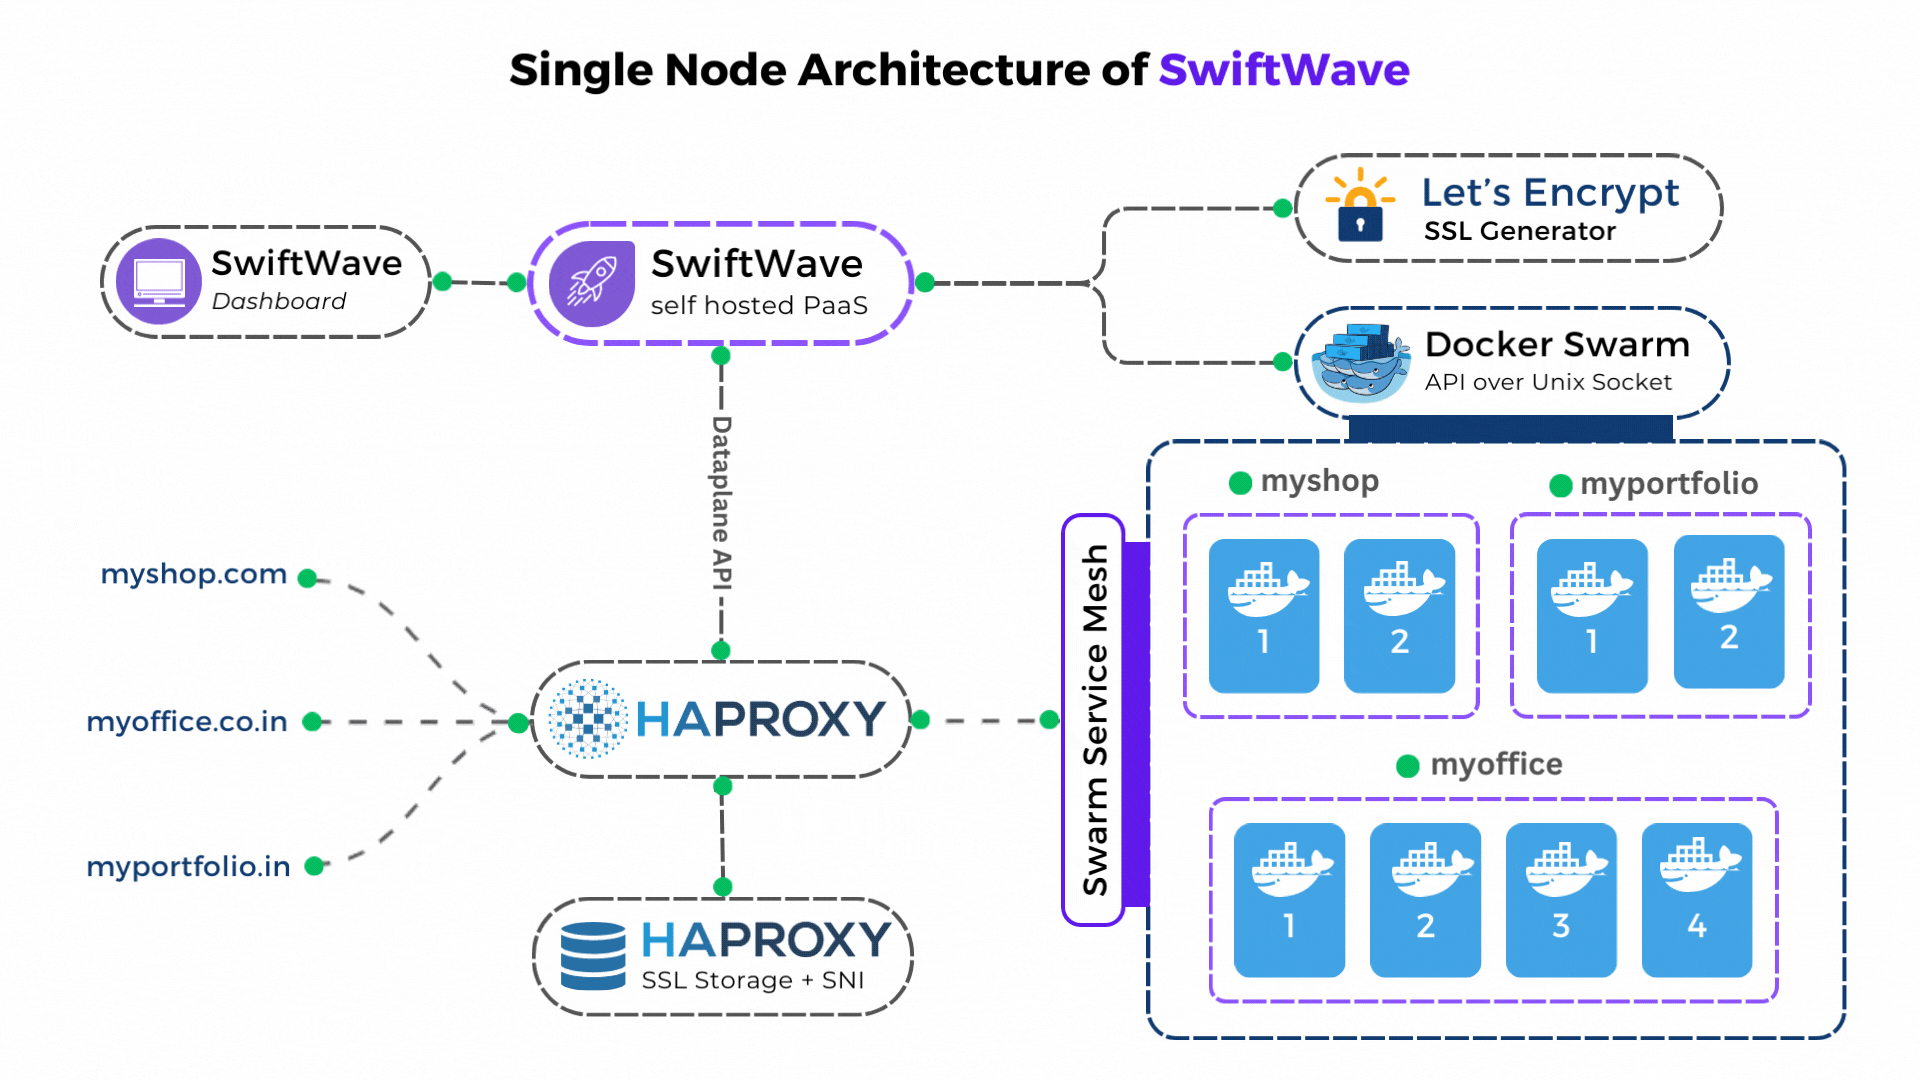 Single Node Architecture of SwiftWave
SwiftWave
Dashboard
SwiftWave
self hosted PaaS
Let's Encrypt
SSL Generator
Docker Swarm
API over Unix Socket
Dataplane API
myshop.com
myoffice.co.in
myportfolio.in
HAPROXY
HAPROXY
SSL Storage + SNI
Swarm Service Mesh
myshop
1
2
myportfolio
1
2
myoffice
1
2
3
4